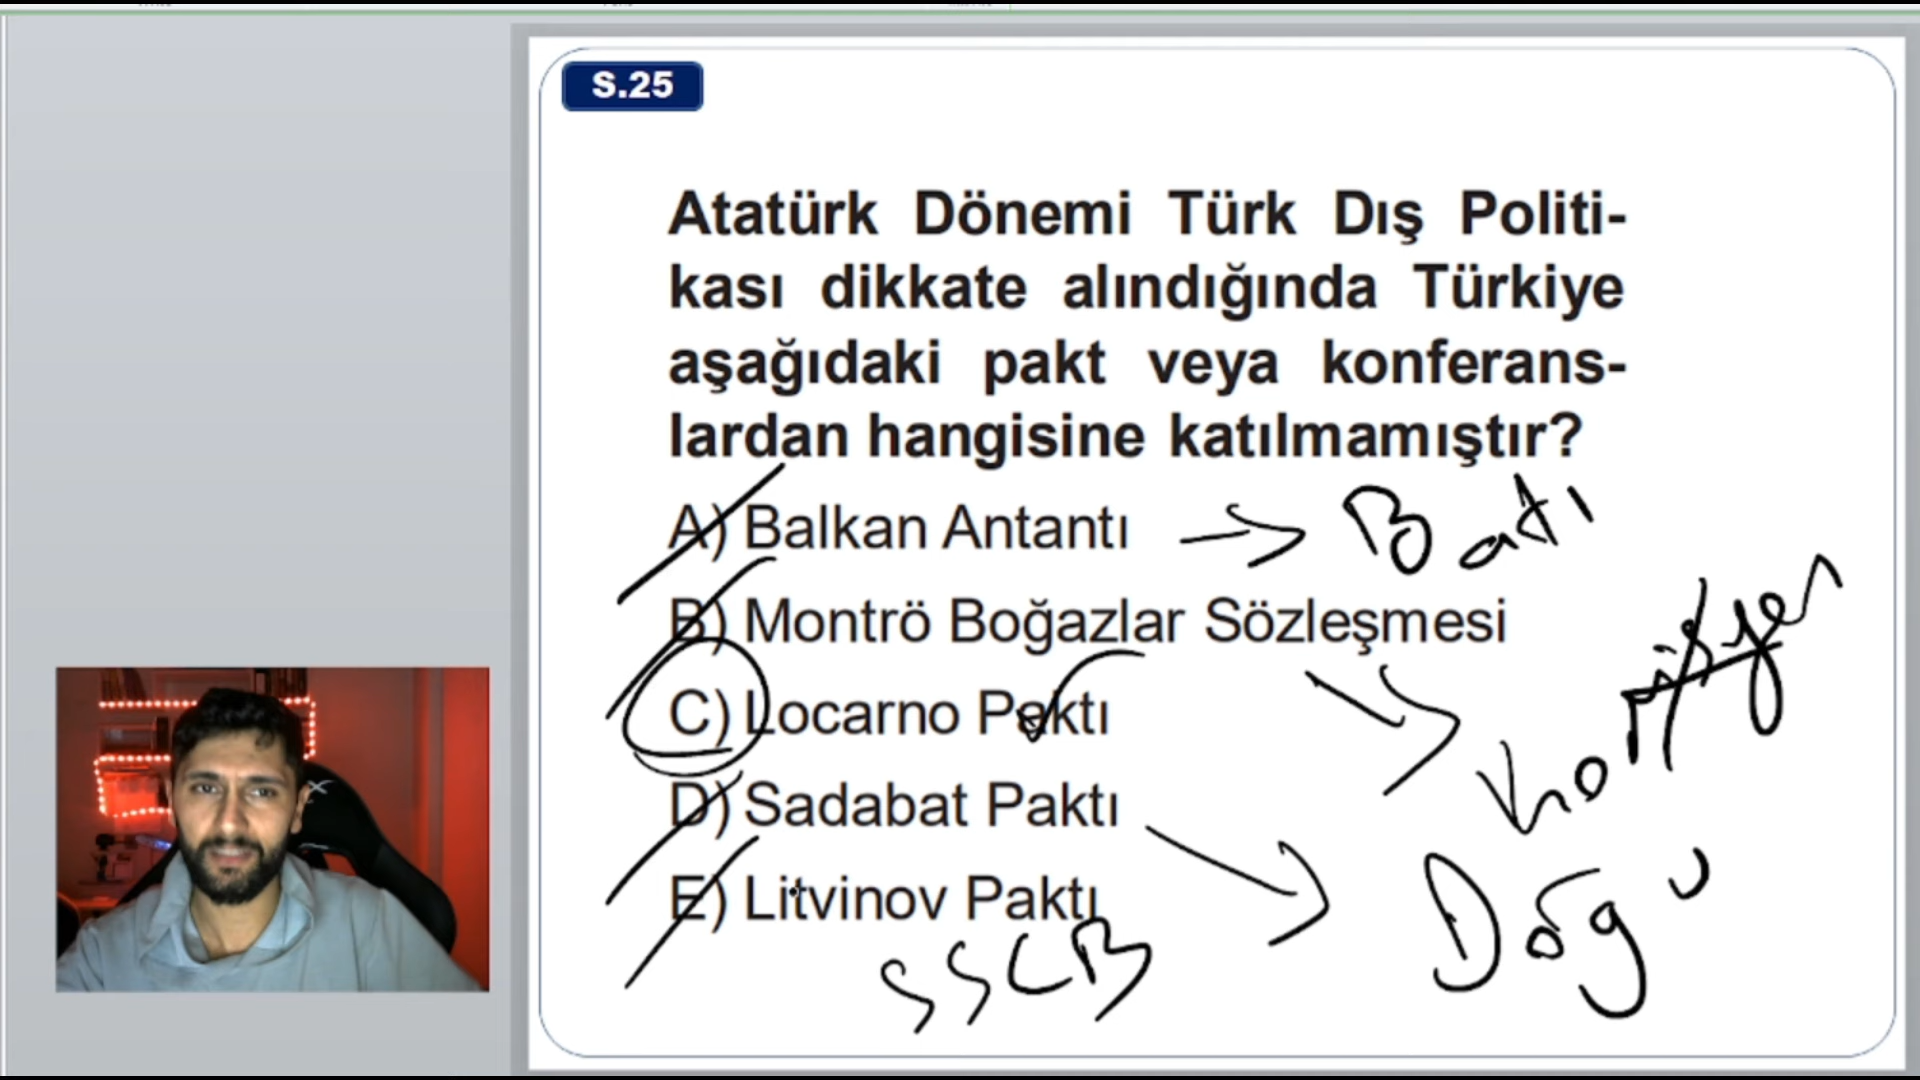 S.25
Atatürk Dönemi Türk Dış Politi-
kası dikkate alındığında Türkiye
aşağıdaki pakt veya konferans-
lardan hangisine katılmamıştır?
A) Balkan Antantı → Batı
B) Montrö Boğazlar Sözleşmesi
C) Locarno Paktı
D) Sadabat Paktı
E) Litvinov Paktı
Doğu
SSCB